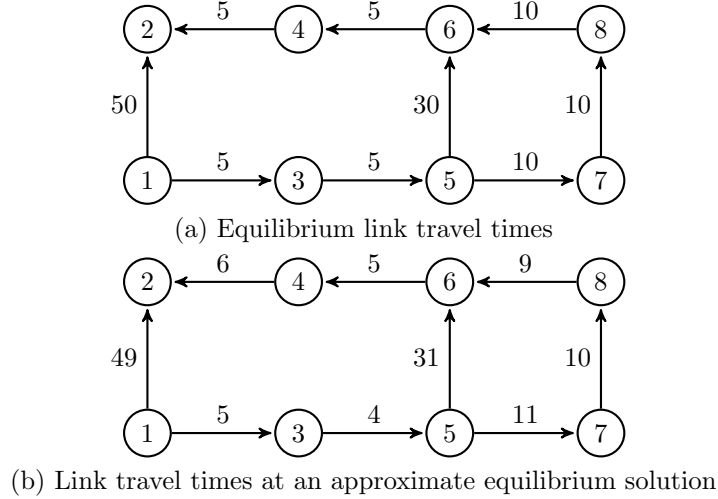 5 5 10
2 4 6 8
50 30 10
5 5 10
1 3 5 7
(a) Equilibrium link travel times
6 5 9
2 4 6 8
49 31 10
5 4 11
1 3 5 7
(b) Link travel times at an approximate equilibrium solution